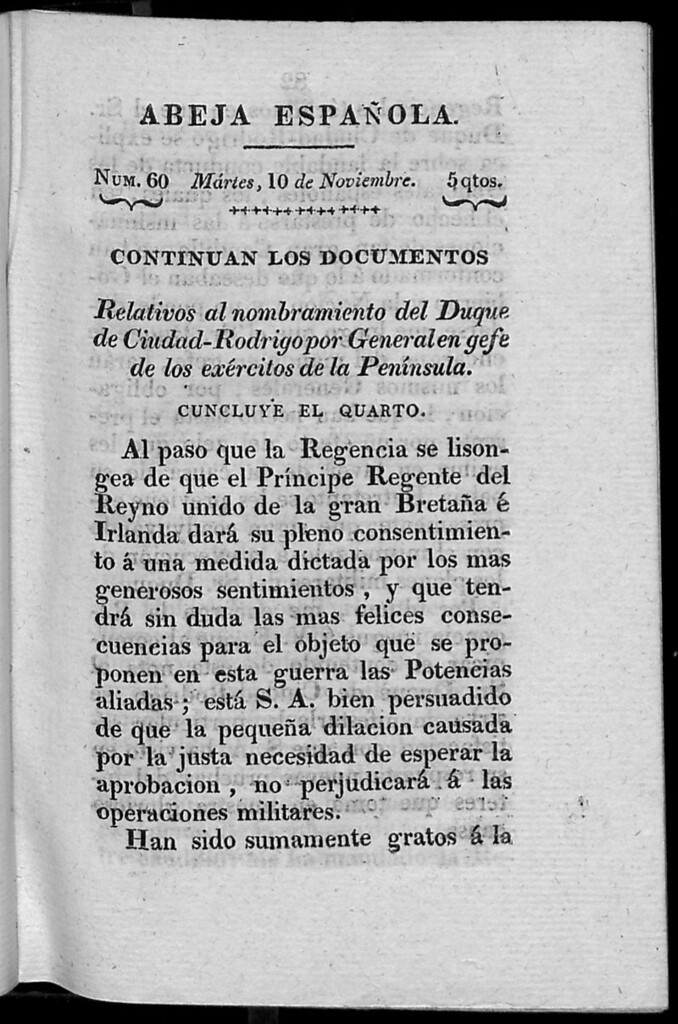 ABEJA ESPAÑOLA.
NUM. 60 Mártes, 10 de Noviembre. 5 qtos.
CONTINUAN LOS DOCUMENTOS
Relativos al nombramiento del Duque
de Ciudad-Rodrigo por General en gefe
de los exércitos de la Península.
CUNCLUYE EL QUARTO.
Al paso que la Regencia se lison-
gea de que el Príncipe Regente del
Reyno unido de la gran Bretaña é
Irlanda dará su pleno consentimien-
to á una medida dictada por los mas
generosos sentimientos, y que ten-
drá sin duda las mas felices conse-
cuencias para el objeto que se pro-
ponen en esta guerra las Potencias
aliadas; está S. A. bien persuadido
de que la pequeña dilacion causada
por la justa necesidad de esperar la
aprobacion, no perjudicará á las
operaciones militares.
Han sido sumamente gratos á la